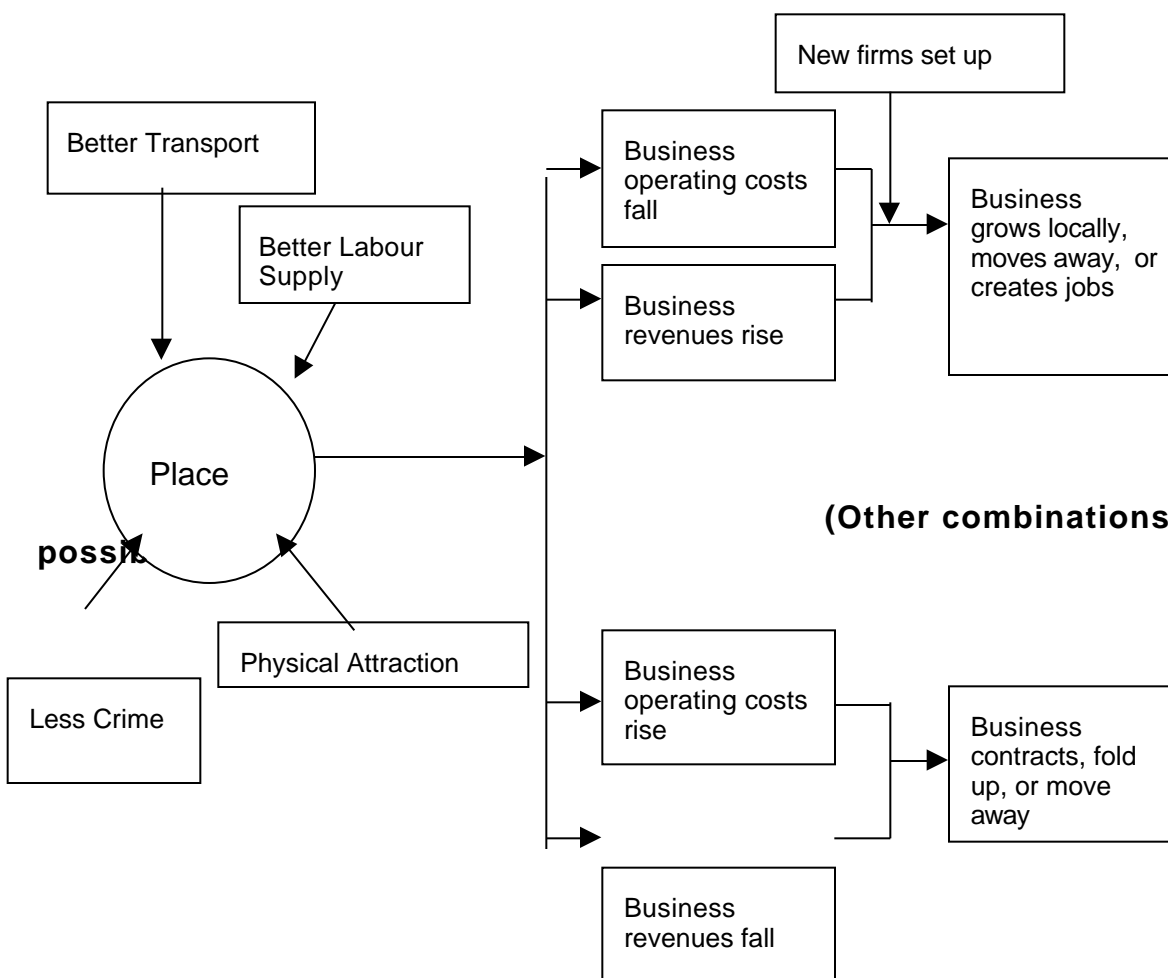 New firms set up
Better Transport
Business
operating costs
fall
Business
grows locally,
moves away, or
creates jobs
Better Labour
Supply
Business
revenues rise
Place
(Other combinations
Physical Attraction
Less Crime
Business
operating costs
rise
Business
contracts, fold
up, or move
away
Business
revenues fall